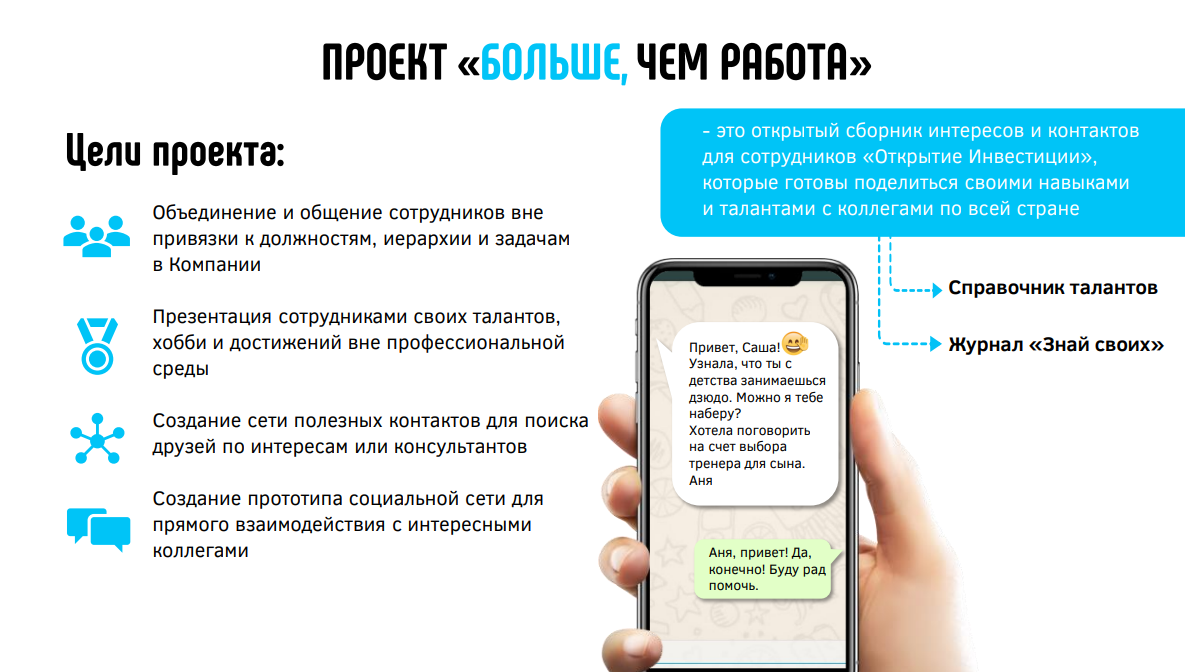 ПРОЕКТ «БОЛЬШЕ, ЧЕМ РАБОТА»
- это открытый сборник интересов и контактов
для сотрудников «Открытие Инвестиции»,
которые готовы поделиться своими навыками
и талантами с коллегами по всей стране
Справочник талантов
Журнал «Знай своих»
Цели проекта:
Объединение и общение сотрудников вне
привязки к должностям, иерархии и задачам
в Компании
Презентация сотрудниками своих талантов,
хобби и достижений вне профессиональной
среды
Создание сети полезных контактов для поиска
друзей по интересам или консультантов
Создание прототипа социальной сети для
прямого взаимодействия с интересными
коллегами
Привет, Саша!
Узнала, что ты с
детства занимаешься
дзюдо. Можно я тебе
наберу?
Хотела поговорить
на счет выбора
тренера для сына.
Аня
Аня, привет! Да,
конечно! Буду рад
помочь.